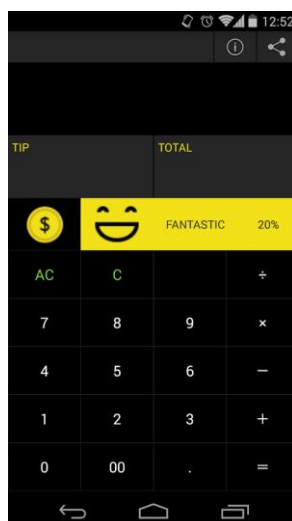 12:52
TIP TOTAL
$ FANTASTIC 20%
AC C ÷
7 8 9 ×
4 5 6 −
1 2 3 +
0 00 . =